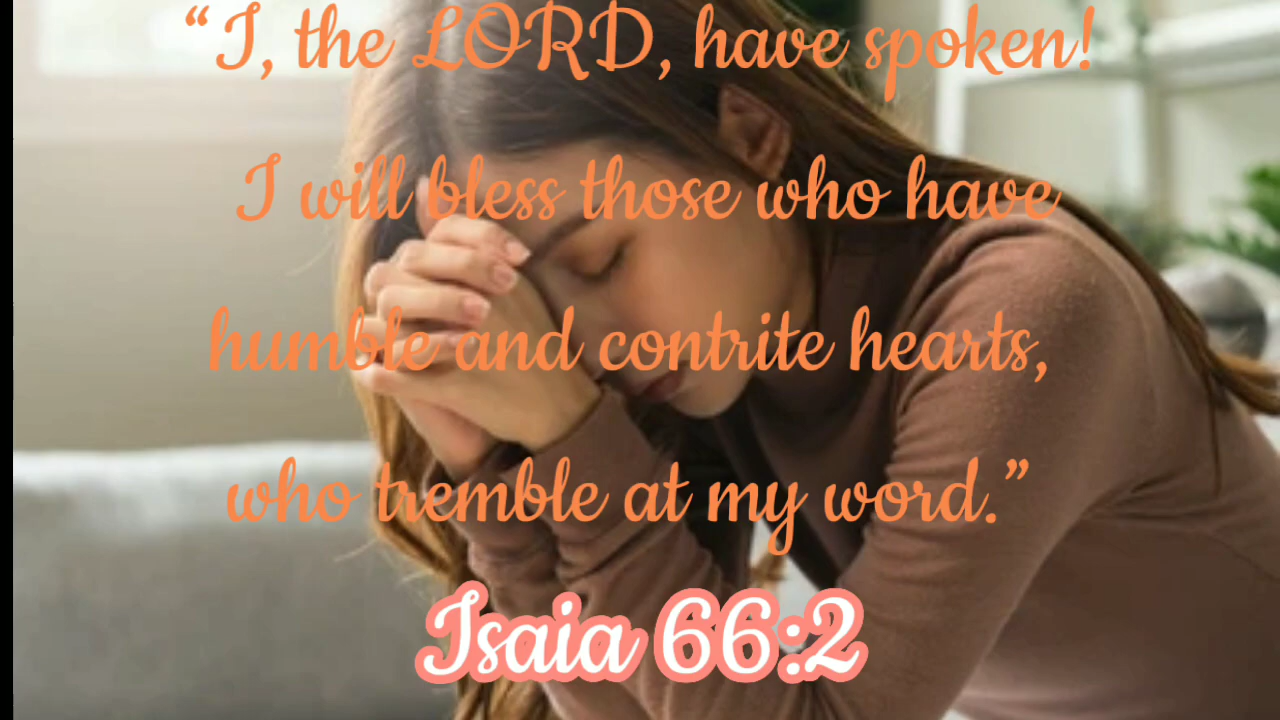 “I, the LORD, have spoken!
I will bless those who have
humble and contrite hearts,
who tremble at my word.”
Isaia 66:2